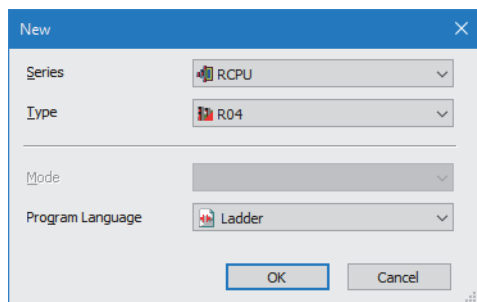 New
Series RCPU
Type R04
Mode
Program Language Ladder
OK Cancel